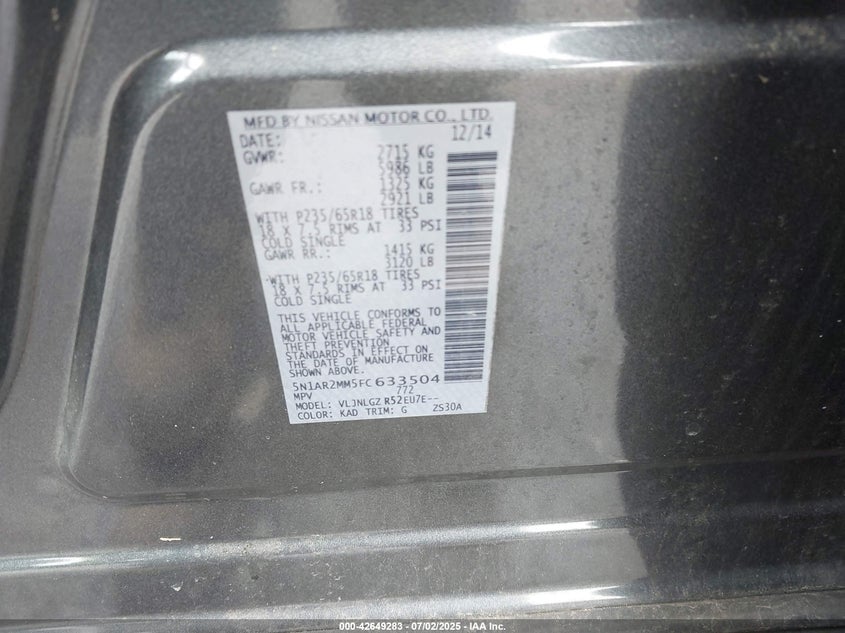 MFD BY NISSAN MOTOR CO., LTD.
DATE: 12/14
GVWR: 2715 KG
5986 LB
GAWR FR.: 1325 KG
2921 LB
WITH P235/65R18 TIRES
18 X 7.5 RIMS AT 33 PSI
COLD SINGLE
GAWR RR.: 1415 KG
3120 LB
WITH P235/65R18 TIRES
18 X 7.5 RIMS AT 33 PSI
COLD SINGLE
THIS VEHICLE CONFORMS TO
ALL APPLICABLE FEDERAL
MOTOR VEHICLE SAFETY AND
THEFT PREVENTION
STANDARDS IN EFFECT ON
THE DATE OF MANUFACTURE
SHOWN ABOVE.
5N1AR2MM5FC633504
MPV 772
MODEL: VLJNLGZ R52EU7E--
COLOR: KAD TRIM: G ZS30A
000-42649283 - 07/02/2025 - IAA Inc.